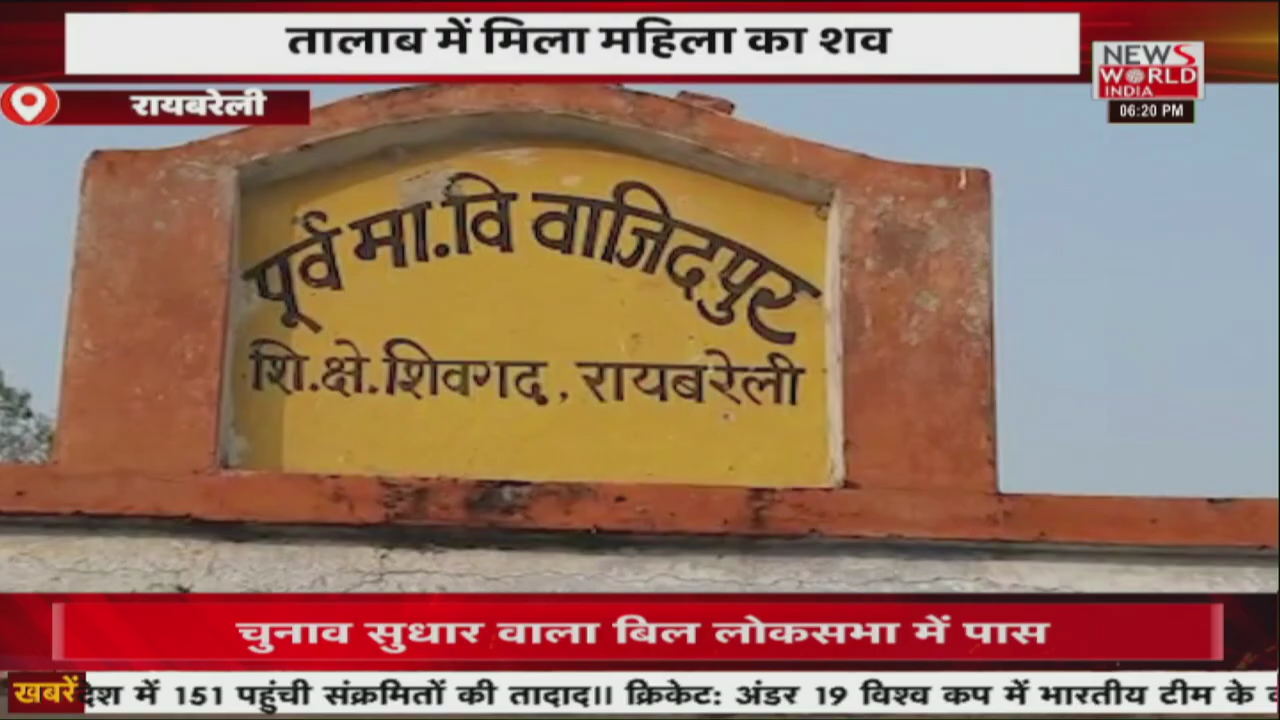 तालाब में मिला महिला का शव
NEWS
WORLD
INDIA
06:20 PM
रायबरेली
पूर्व मा.वि वाजिदपुर
शि.क्षे.शिवगढ़, रायबरेली
चुनाव सुधार वाला बिल लोकसभा में पास
खबरें देश में 151 पहुंची संक्रमितों की तादाद।। क्रिकेट: अंडर 19 विश्व कप में भारतीय टीम के